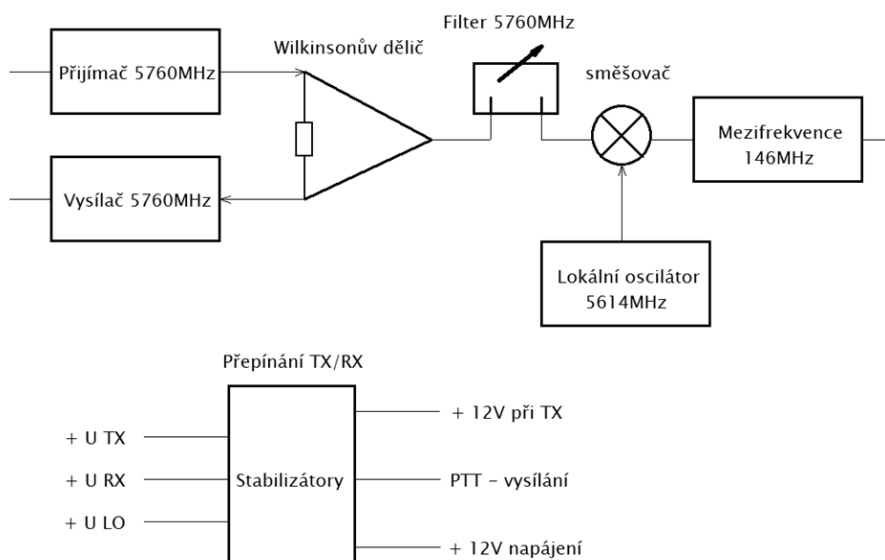 Filter 5760MHz
Wilkinsonův dělič
směšovač
Přijímač 5760MHz
Mezifrekvence
146MHz
Vysílač 5760MHz
Lokální oscilátor
5614MHz
Přepínání TX/RX
+ 12V při TX
+ U TX
+ U RX
Stabilizátory
PTT – vysílání
+ U LO
+ 12V napájení